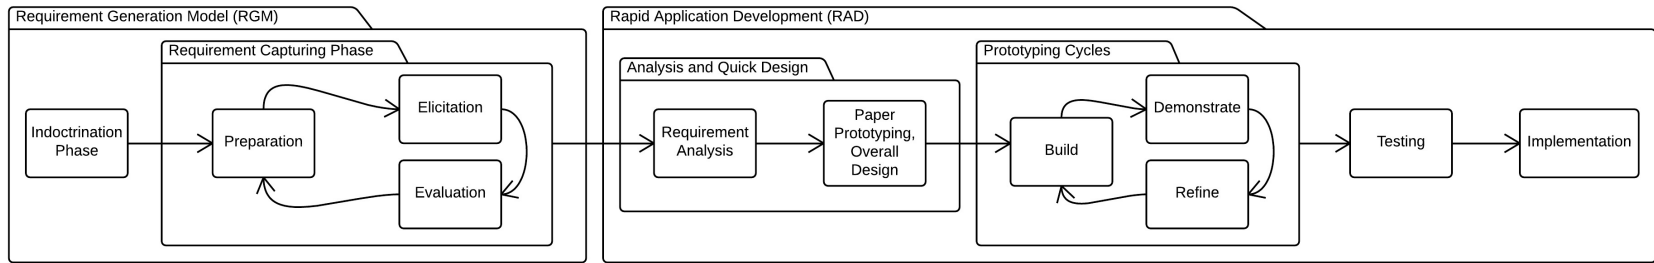 Requirement Generation Model (RGM)
Rapid Application Development (RAD)
Requirement Capturing Phase
Prototyping Cycles
Analysis and Quick Design
Indoctrination
Phase
Preparation
Elicitation
Evaluation
Requirement
Analysis
Paper
Prototyping,
Overall
Design
Build
Demonstrate
Refine
Testing
Implementation